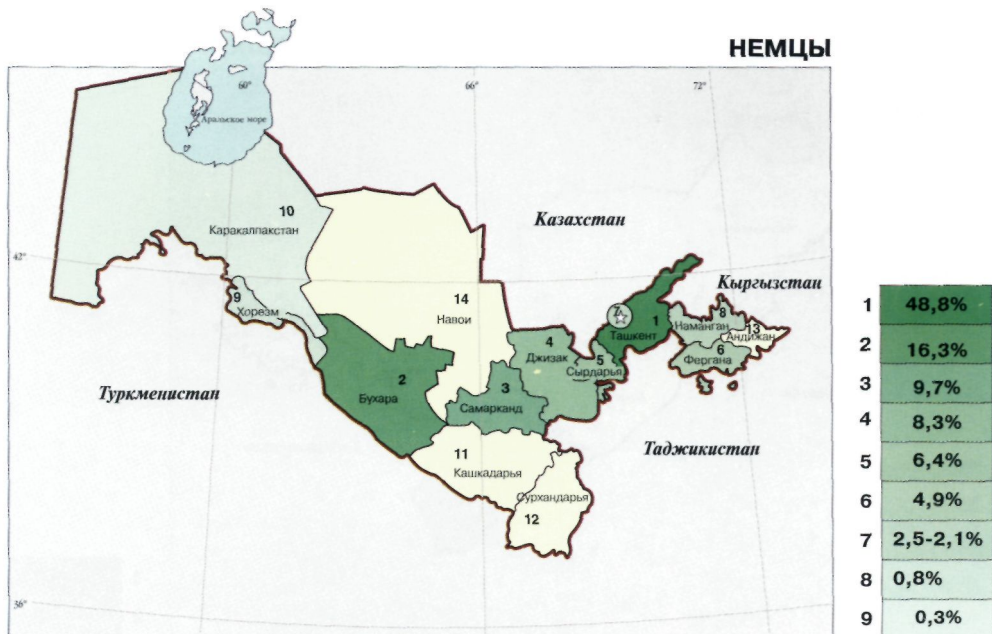 НЕМЦЫ
60°
66°
72°
Аральское море
10
Каракалпакстан
Казахстан
42°
Кыргызстан
9
Хорезм
14
Навои
7
1
Ташкент
8
Наманган
13
Андижан
4
Джизак
5
Сырдарья
6
Фергана
Туркменистан
2
Бухара
3
Самарканд
Таджикистан
11
Кашкадарья
Сурхандарья
12
36°
1 48,8%
2 16,3%
3 9,7%
4 8,3%
5 6,4%
6 4,9%
7 2,5-2,1%
8 0,8%
9 0,3%